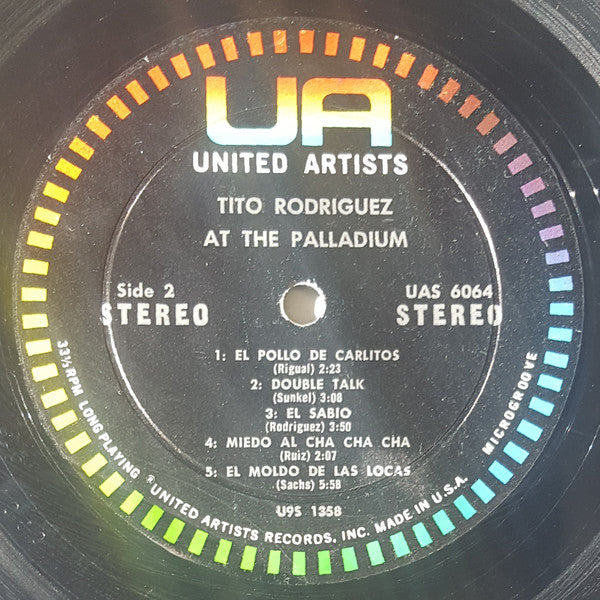 UA
UNITED ARTISTS
TITO RODRIGUEZ
AT THE PALLADIUM
Side 2
STEREO
UAS 6064
STEREO
1: EL POLLO DE CARLITOS
(Rigual) 2:23
2: DOUBLE TALK
(Sunkel) 3:08
3: EL SABIO
(Rodriguez) 3:50
4: MIEDO AL CHA CHA CHA
(Ruiz) 2:07
5: EL MOLDO DE LAS LOCAS
(Sachs) 5:58
U9S 1358
33⅓ RPM LONG PLAYING ® UNITED ARTISTS RECORDS, INC. MADE IN U.S.A. MICROGROOVE